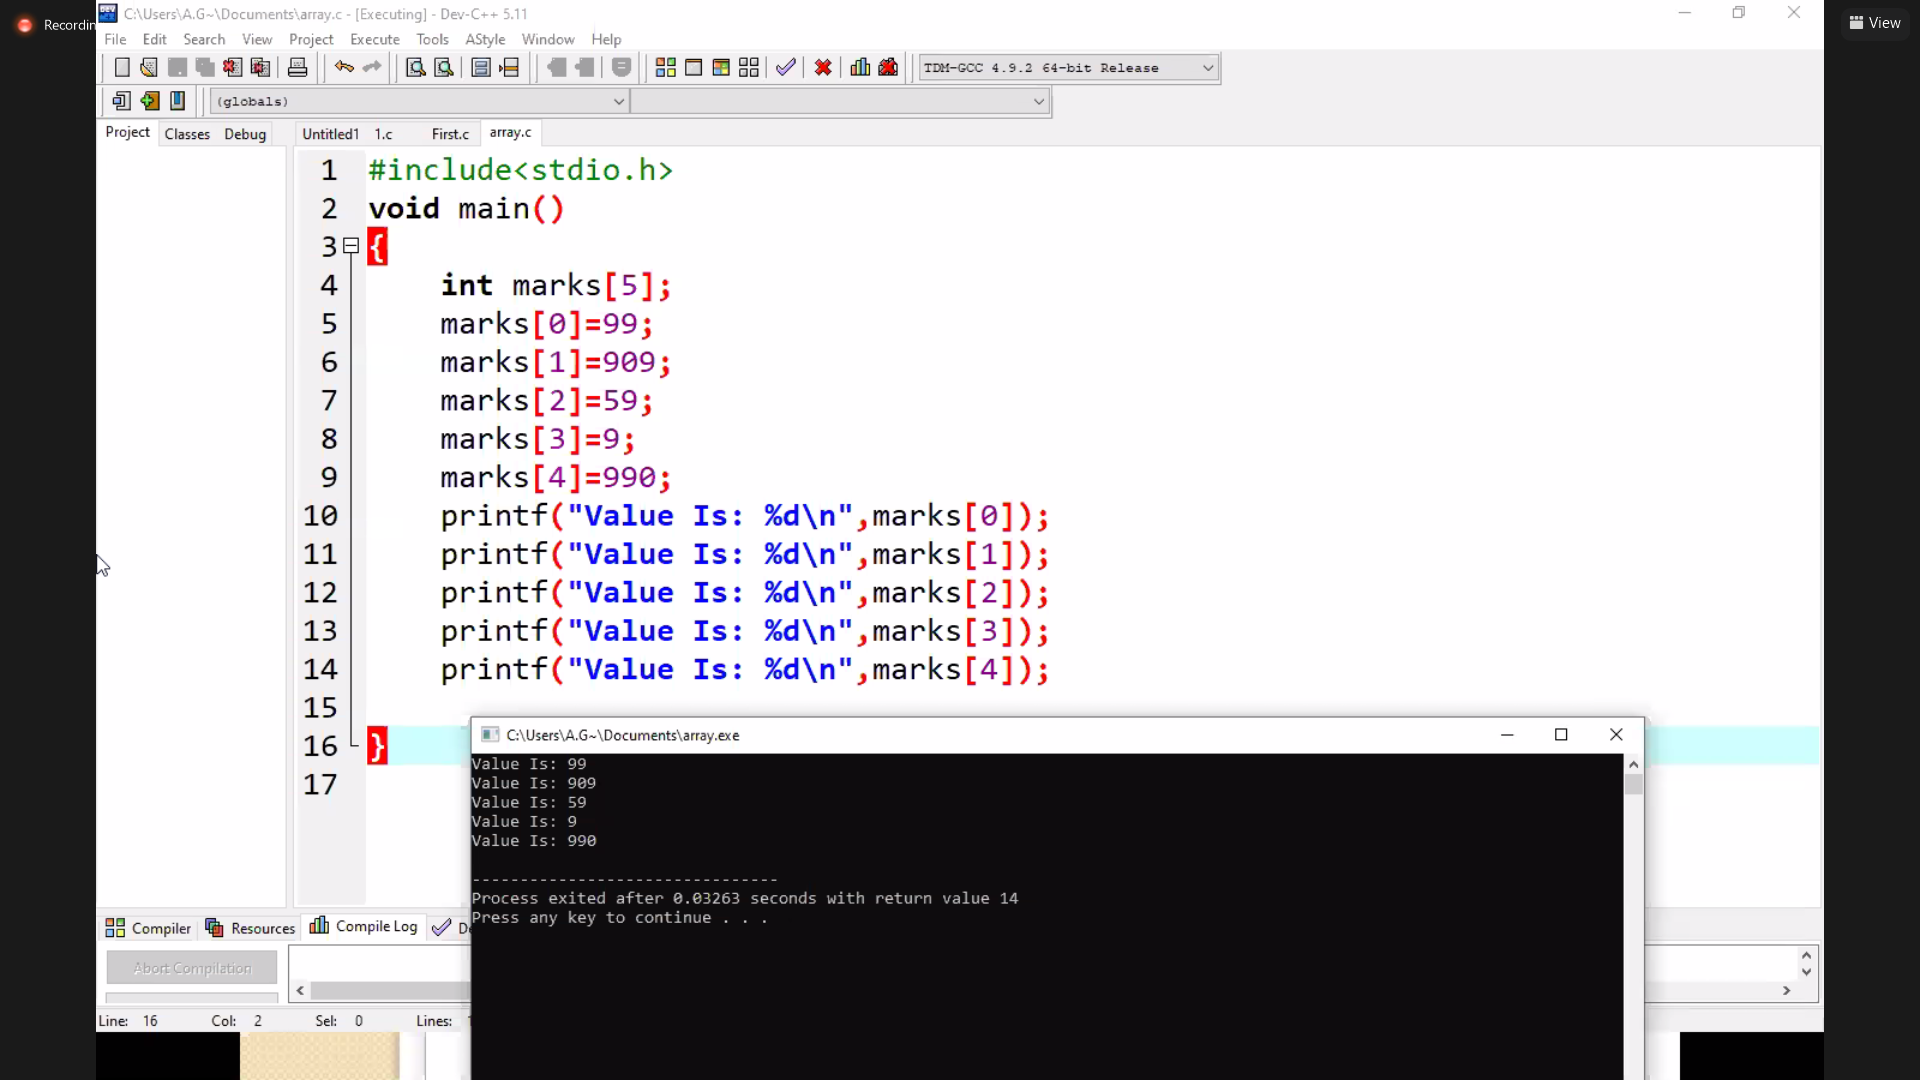 Recordin
C:\Users\A.G~\Documents\array.c - [Executing] - Dev-C++ 5.11
View
File Edit Search View Project Execute Tools AStyle Window Help
TDM-GCC 4.9.2 64-bit Release
(globals)
Project Classes Debug Untitled1 1.c First.c array.c
1 #include<stdio.h>
2 void main()
3 {
4 int marks[5];
5 marks[0]=99;
6 marks[1]=909;
7 marks[2]=59;
8 marks[3]=9;
9 marks[4]=990;
10 printf("Value Is: %d\n",marks[0]);
11 printf("Value Is: %d\n",marks[1]);
12 printf("Value Is: %d\n",marks[2]);
13 printf("Value Is: %d\n",marks[3]);
14 printf("Value Is: %d\n",marks[4]);
15
16 }
17
C:\Users\A.G~\Documents\array.exe
Value Is: 99
Value Is: 909
Value Is: 59
Value Is: 9
Value Is: 990
--------------------------------
Process exited after 0.03263 seconds with return value 14
Press any key to continue . . .
Compiler Resources Compile Log
Abort Compilation
Line: 16 Col: 2 Sel: 0 Lines: